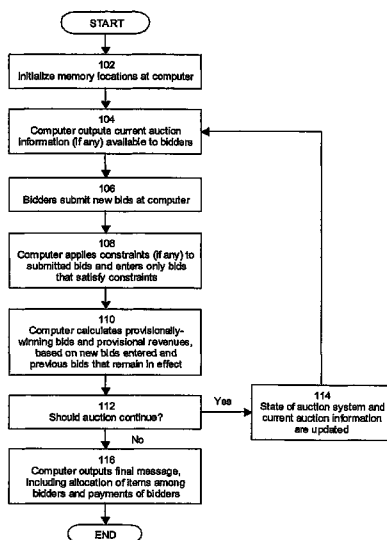 START
102
Initialize memory locations at computer
104
Computer outputs current auction
information (if any) available to bidders
106
Bidders submit new bids at computer
108
Computer applies constraints (if any) to
submitted bids and enters only bids
that satisfy constraints
110
Computer calculates provisionally-
winning bids and provisional revenues,
based on new bids entered and
previous bids that remain in effect
112
Should auction continue?
Yes
114
State of auction system and
current auction information
are updated
No
116
Computer outputs final message,
including allocation of items among
bidders and payments of bidders
END